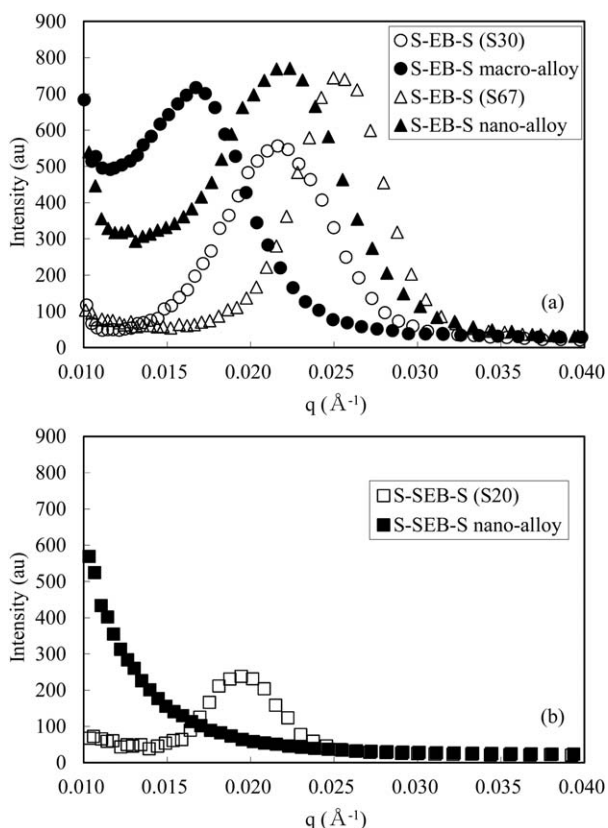 900
800
700
600
500
400
300
200
100
0
Intensity (au)
S-EB-S (S30)
S-EB-S macro-alloy
S-EB-S (S67)
S-EB-S nano-alloy
(a)
0.010 0.015 0.020 0.025 0.030 0.035 0.040
q (Å⁻¹)
900
800
700
600
500
400
300
200
100
0
Intensity (au)
S-SEB-S (S20)
S-SEB-S nano-alloy
(b)
0.010 0.015 0.020 0.025 0.030 0.035 0.040
q (Å⁻¹)